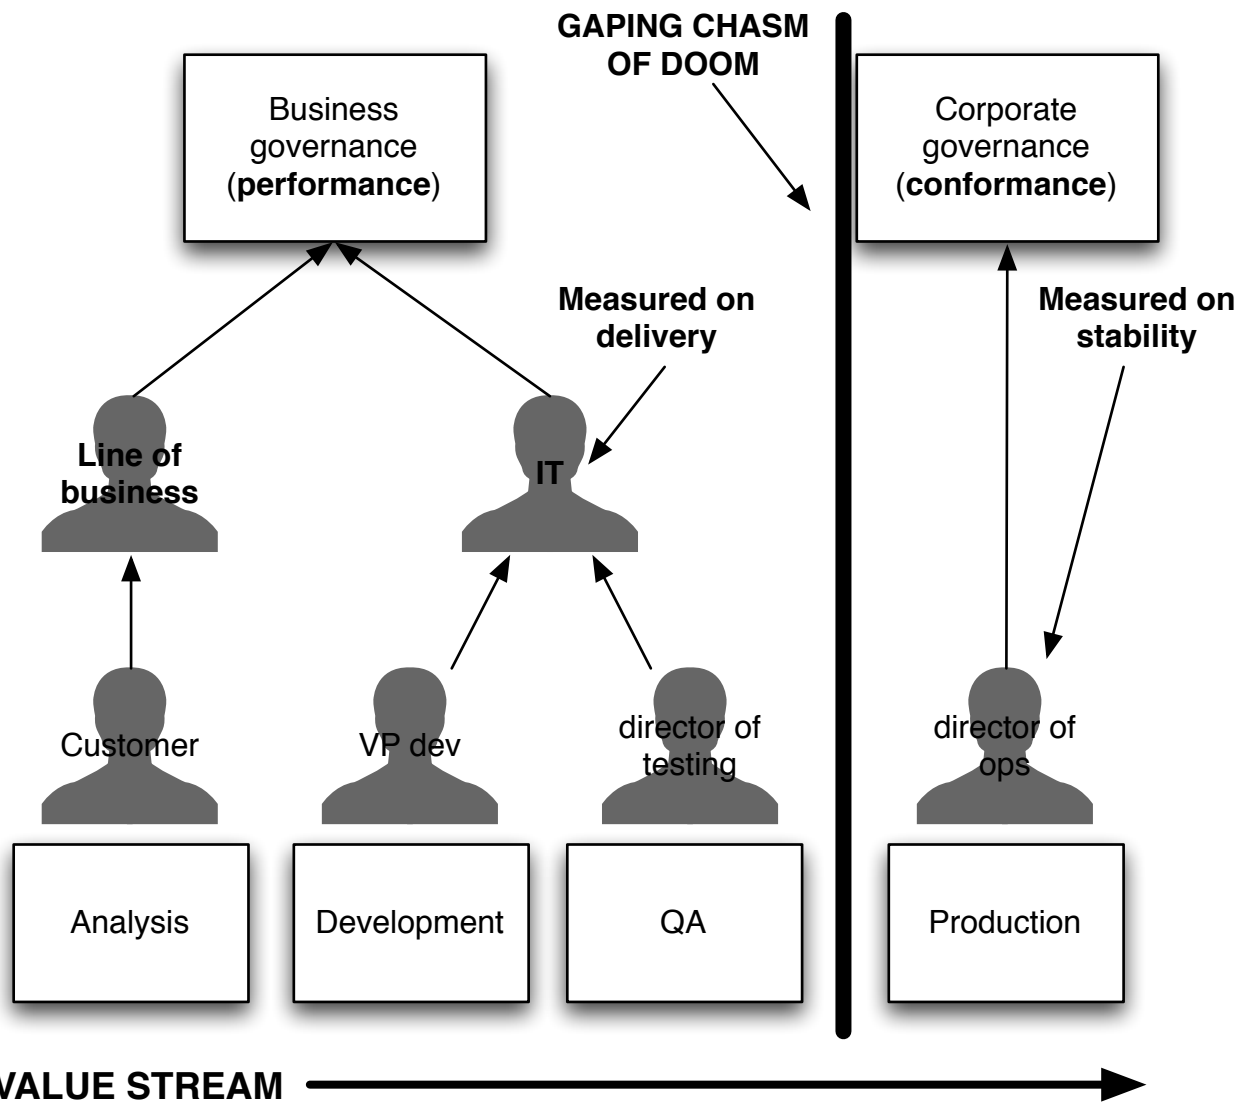 GAPING CHASM
OF DOOM
Business
governance
(performance)
Corporate
governance
(conformance)
Measured on
delivery
Measured on
stability
Line of
business
IT
Customer
VP dev
director of
testing
director of
ops
Analysis
Development
QA
Production
VALUE STREAM